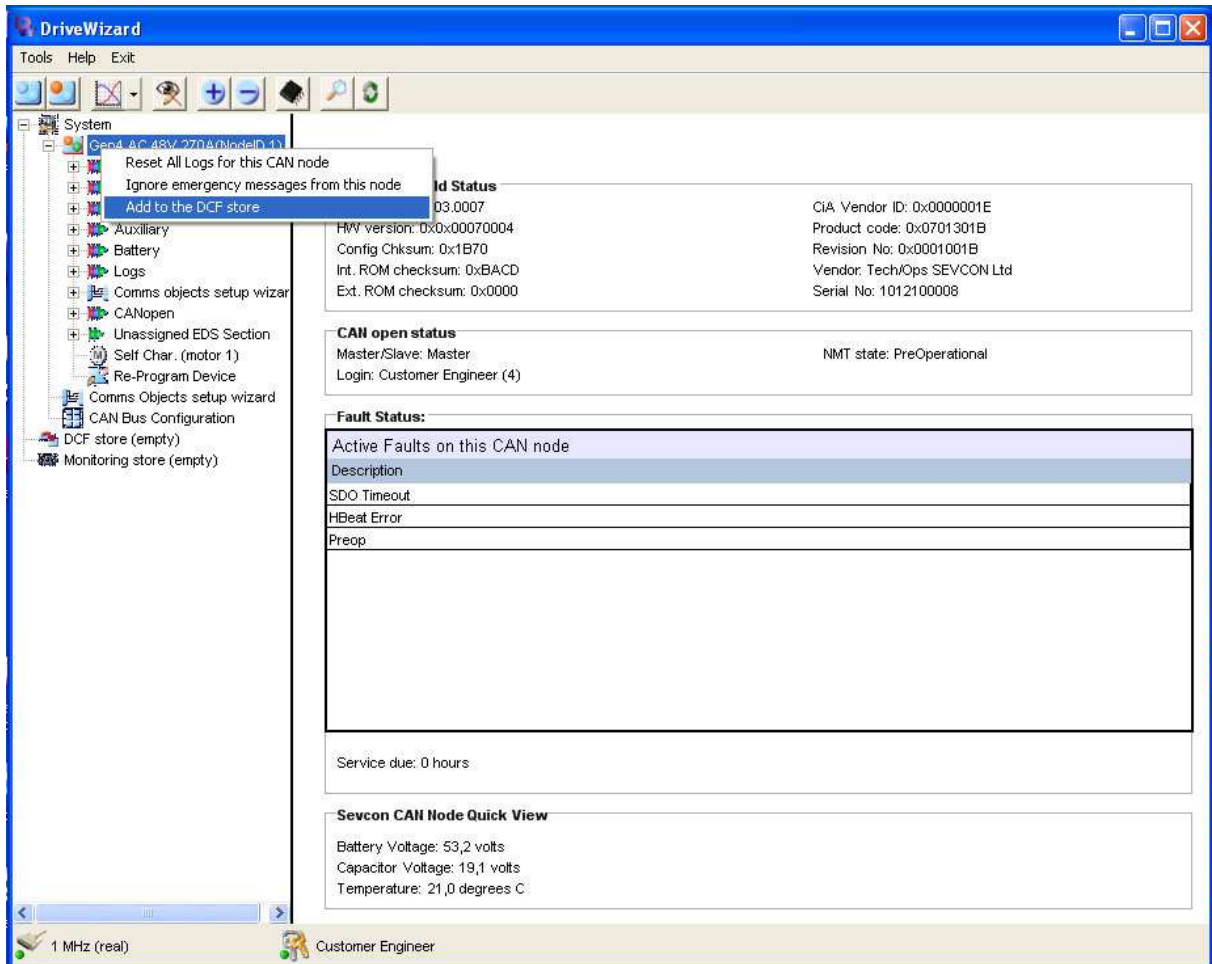 DriveWizard
Tools Help Exit
System
Gen4 AC 48V 270A(NodeID 1)
Reset All Logs for this CAN node
Ignore emergency messages from this node
Add to the DCF store
Auxiliary
Battery
Logs
Comms objects setup wizar
CANopen
Unassigned EDS Section
Self Char. (motor 1)
Re-Program Device
Comms Objects setup wizard
CAN Bus Configuration
DCF store (empty)
Monitoring store (empty)
ld Status
03.0007
HW version: 0x0x00070004
Config Chksum: 0x1B70
Int. ROM checksum: 0xBACD
Ext. ROM checksum: 0x0000
CiA Vendor ID: 0x0000001E
Product code: 0x0701301B
Revision No: 0x0001001B
Vendor: Tech/Ops SEVCON Ltd
Serial No: 1012100008
CAN open status
Master/Slave: Master
Login: Customer Engineer (4)
NMT state: PreOperational
Fault Status:
Active Faults on this CAN node
Description
SDO Timeout
HBeat Error
Preop
Service due: 0 hours
Sevcon CAN Node Quick View
Battery Voltage: 53,2 volts
Capacitor Voltage: 19,1 volts
Temperature: 21,0 degrees C
1 MHz (real)
Customer Engineer